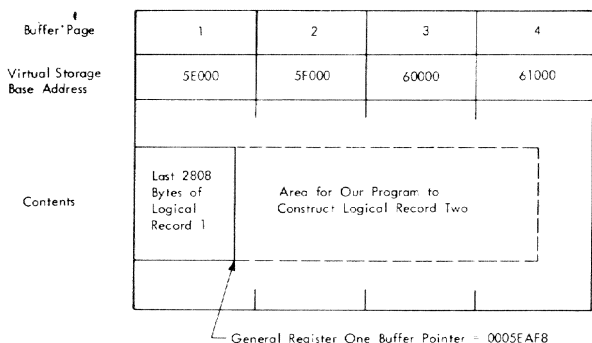 Buffer Page 1 2 3 4
Virtual Storage
Base Address 5E000 5F000 60000 61000
Contents
Last 2808
Bytes of
Logical
Record 1
Area for Our Program to
Construct Logical Record Two
General Register One Buffer Pointer = 0005EAF8